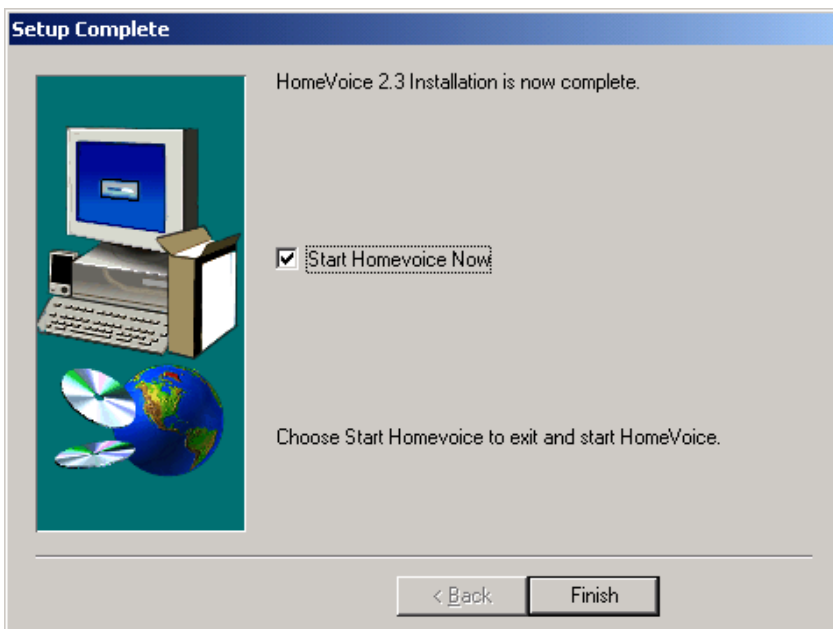 Setup Complete
HomeVoice 2.3 Installation is now complete.
Start Homevoice Now
Choose Start Homevoice to exit and start HomeVoice.
< Back
Finish